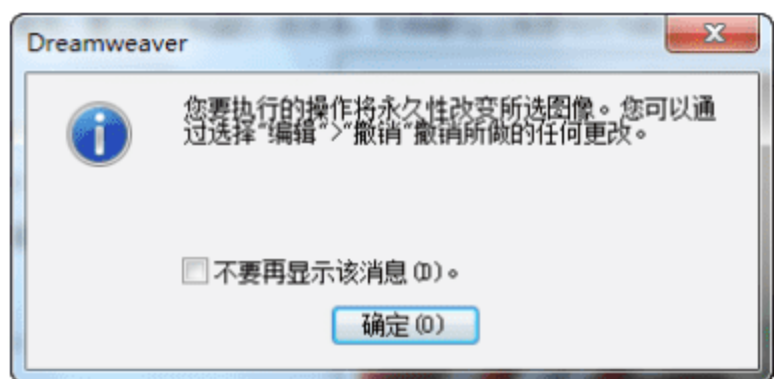 Dreamweaver
您要执行的操作将永久性改变所选图像。您可以通
过选择“编辑”>“撤销“撤销所做的任何更改。
不要再显示该消息(D)。
确定(O)